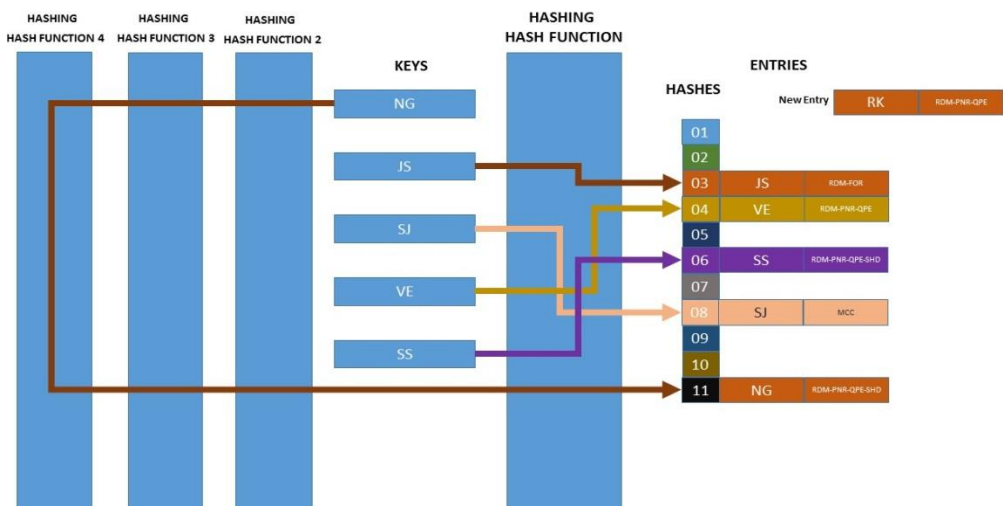 HASHING
HASH FUNCTION 4
HASHING
HASH FUNCTION 3
HASHING
HASH FUNCTION 2
KEYS
NG
JS
SJ
VE
SS
HASHING
HASH FUNCTION
ENTRIES
HASHES
New Entry RK RDM-PNR-QPE
01
02
03 JS RDM-FOR
04 VE RDM-PNR-QPE
05
06 SS RDM-PNR-QPE-SHD
07
08 SJ MCC
09
10
11 NG RDM-PNR-QPE-SHD